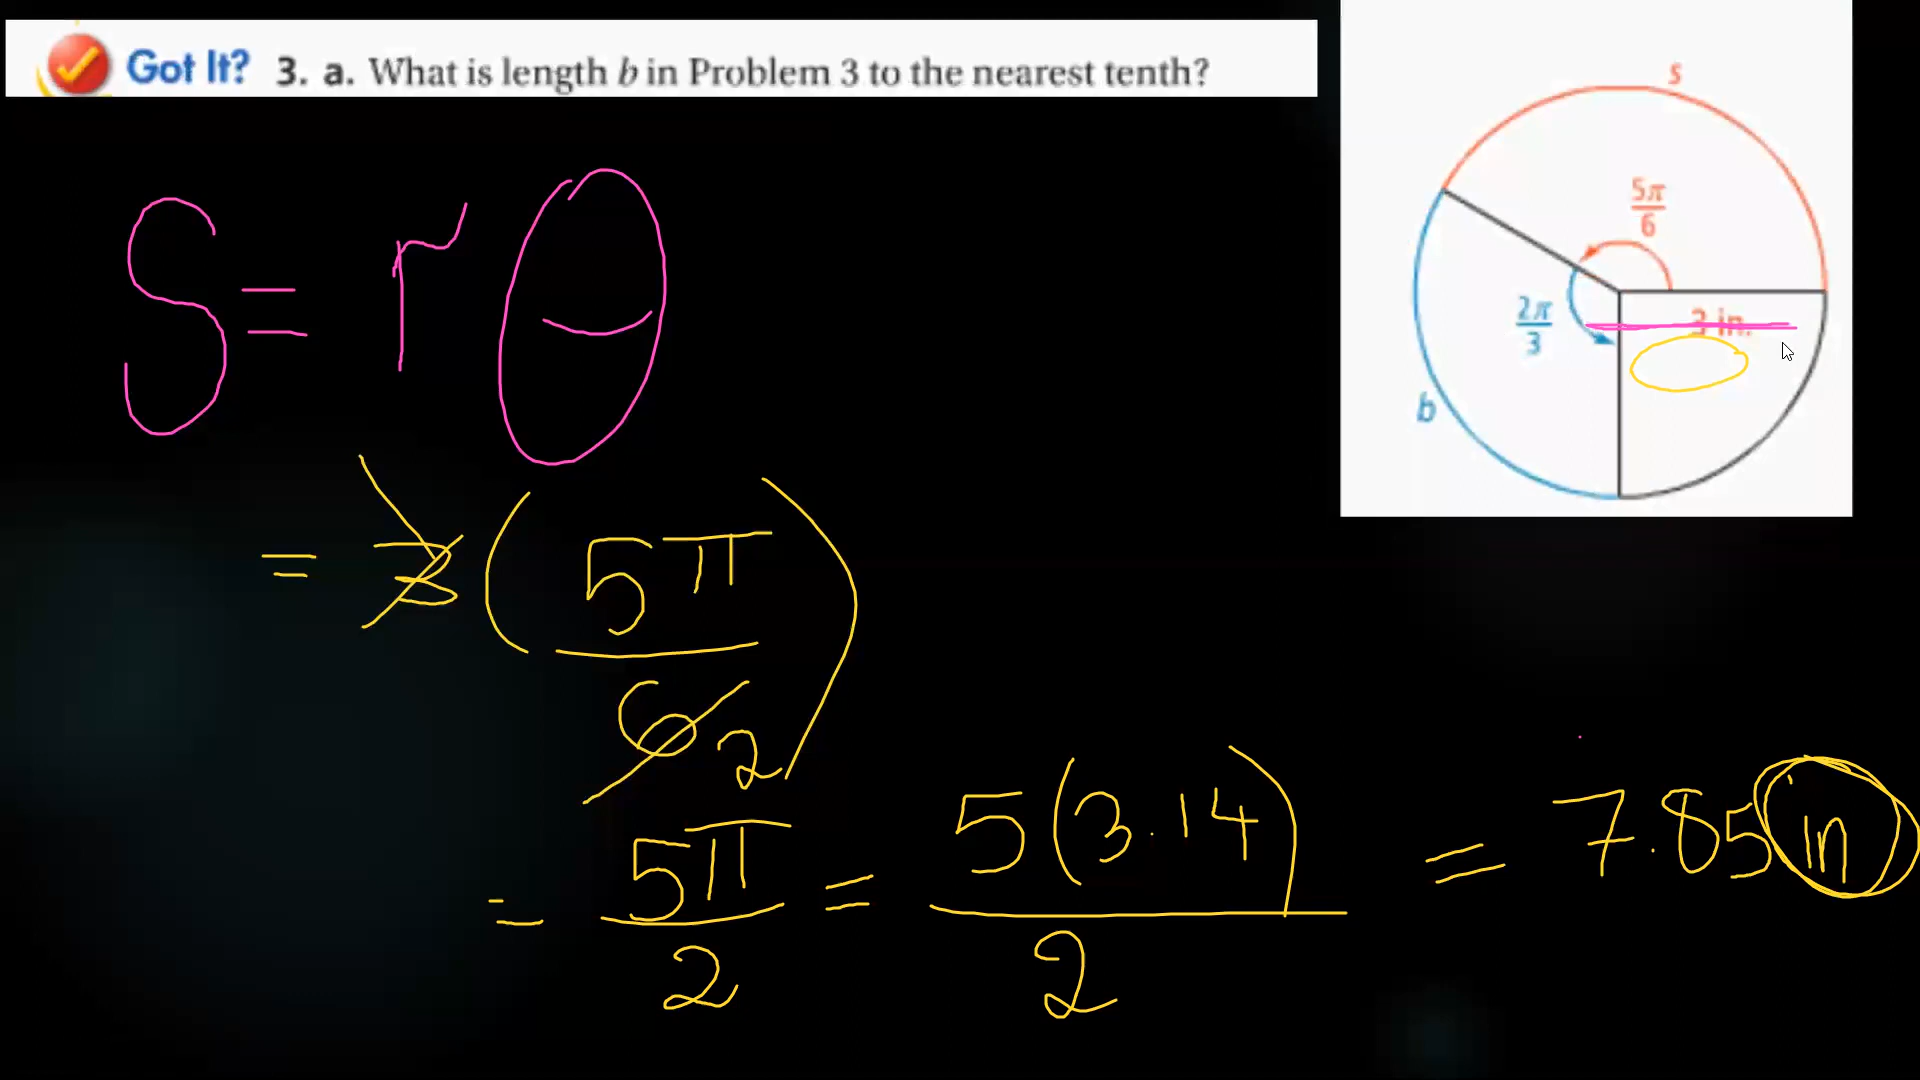 Got It? 3. a. What is length b in Problem 3 to the nearest tenth?
s
5π/6
2π/3
3 in.
b
S = r θ
= 3 ( 5π/6 2 )
= 5π/2 = 5(3.14)/2 = 7.85 in